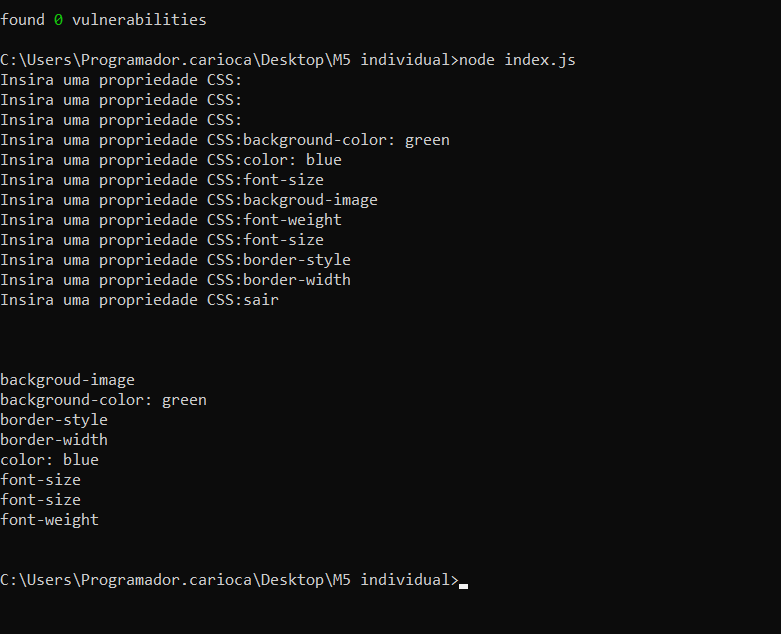 found 0 vulnerabilities
C:\Users\Programador.carioca\Desktop\M5 individual>node index.js
Insira uma propriedade CSS:
Insira uma propriedade CSS:
Insira uma propriedade CSS:
Insira uma propriedade CSS:background-color: green
Insira uma propriedade CSS:color: blue
Insira uma propriedade CSS:font-size
Insira uma propriedade CSS:backgroud-image
Insira uma propriedade CSS:font-weight
Insira uma propriedade CSS:font-size
Insira uma propriedade CSS:border-style
Insira uma propriedade CSS:border-width
Insira uma propriedade CSS:sair
backgroud-image
background-color: green
border-style
border-width
color: blue
font-size
font-size
font-weight
C:\Users\Programador.carioca\Desktop\M5 individual>